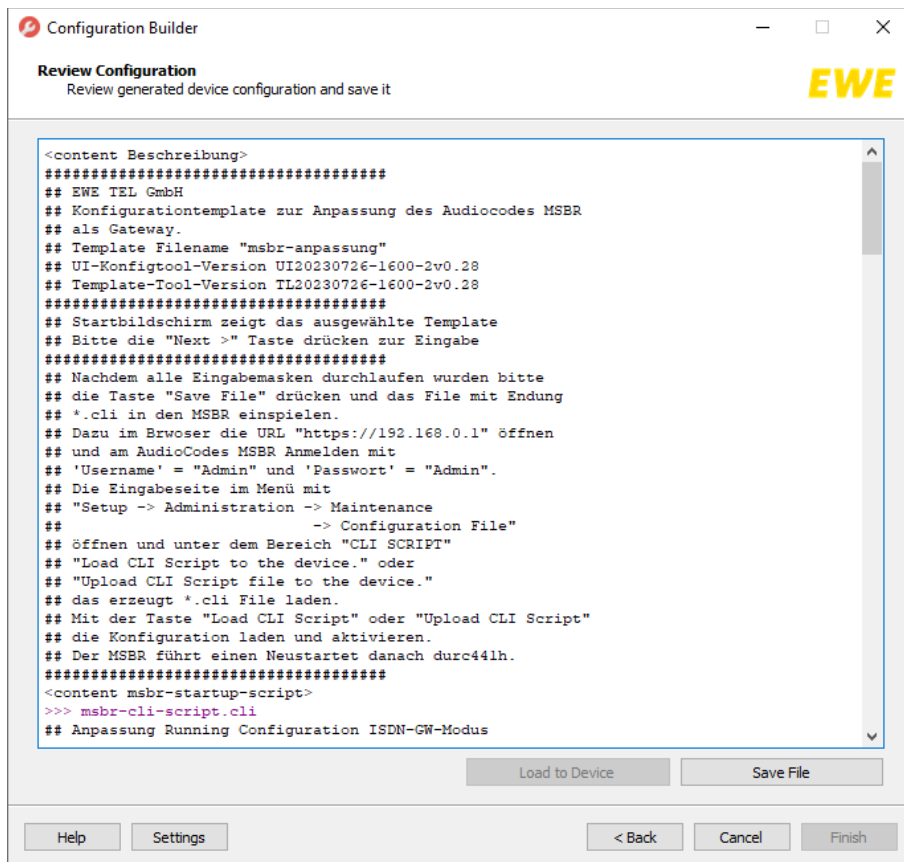 Configuration Builder
Review Configuration
Review generated device configuration and save it
EWE
<content Beschreibung>
#####################################
## EWE TEL GmbH
## Konfigurationtemplate zur Anpassung des Audiocodes MSBR
## als Gateway.
## Template Filename "msbr-anpassung"
## UI-Konfigtool-Version UI20230726-1600-2v0.28
## Template-Tool-Version TL20230726-1600-2v0.28
#####################################
## Startbildschirm zeigt das ausgewählte Template
## Bitte die "Next >" Taste drücken zur Eingabe
#####################################
## Nachdem alle Eingabemasken durchlaufen wurden bitte
## die Taste "Save File" drücken und das File mit Endung
## *.cli in den MSBR einspielen.
## Dazu im Brwoser die URL "https://192.168.0.1" öffnen
## und am AudioCodes MSBR Anmelden mit
## 'Username' = "Admin" und 'Passwort' = "Admin".
## Die Eingabeseite im Menü mit
## "Setup -> Administration -> Maintenance
##                           -> Configuration File"
## öffnen und unter dem Bereich "CLI SCRIPT"
## "Load CLI Script to the device." oder
## "Upload CLI Script file to the device."
## das erzeugt *.cli File laden.
## Mit der Taste "Load CLI Script" oder "Upload CLI Script"
## die Konfiguration laden und aktivieren.
## Der MSBR führt einen Neustartet danach durc441h.
#####################################
<content msbr-startup-script>
>>> msbr-cli-script.cli
## Anpassung Running Configuration ISDN-GW-Modus
Load to Device
Save File
Help
Settings
< Back
Cancel
Finish